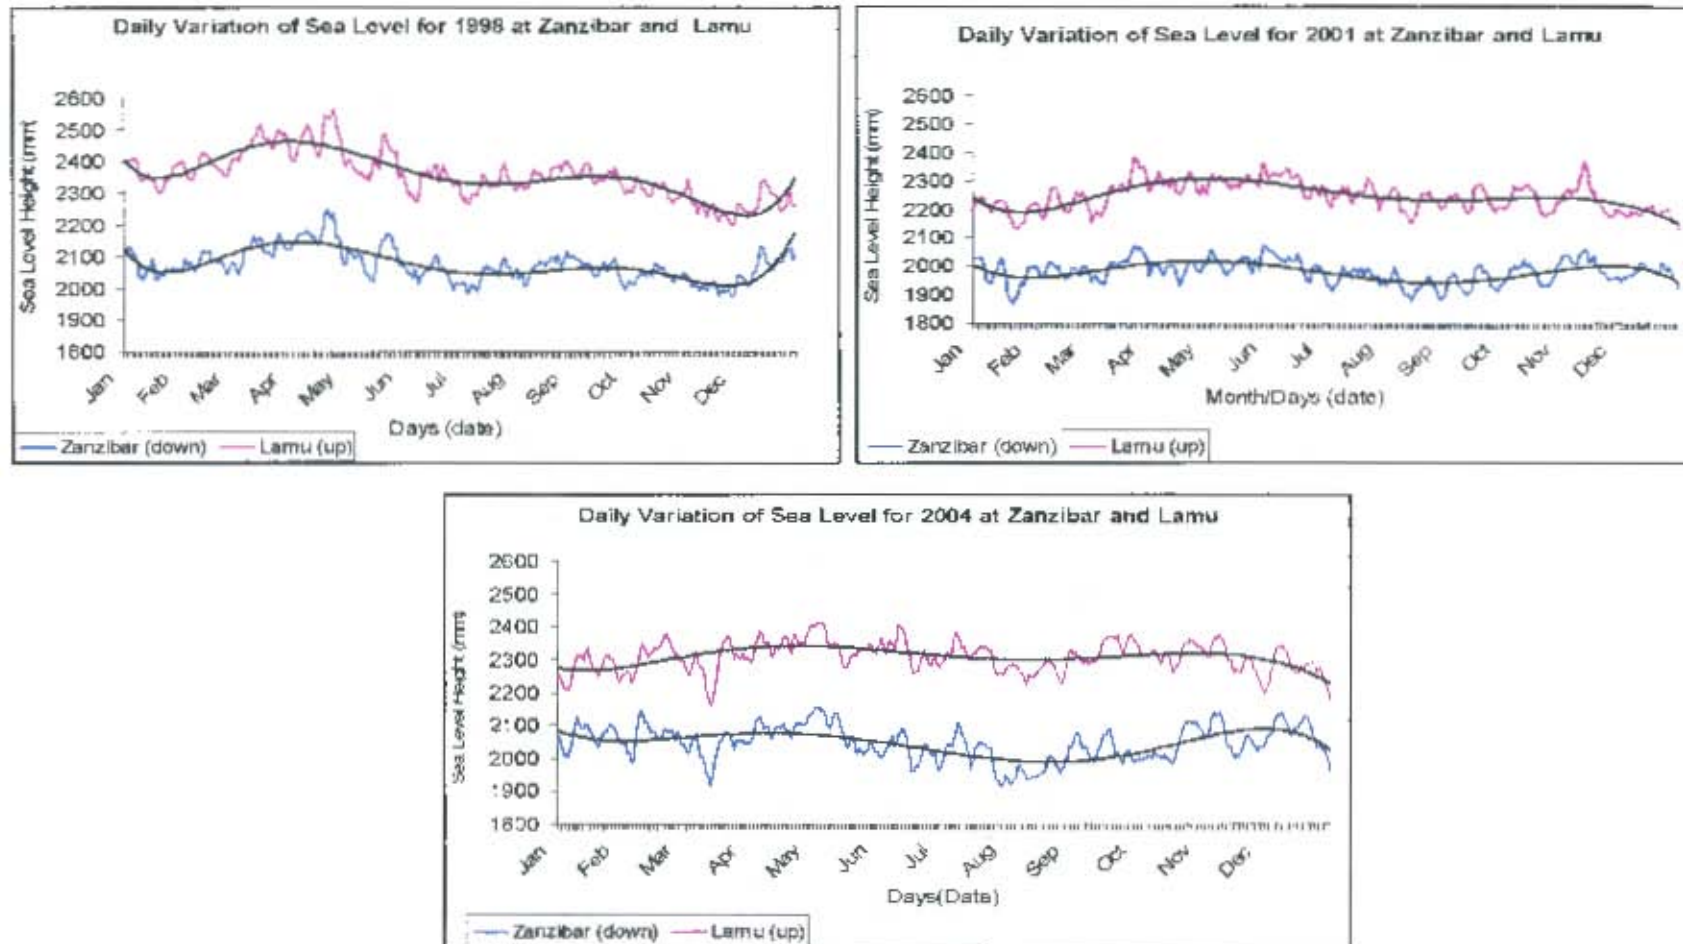 Daily Variation of Sea Level for 1998 at Zanzibar and Lamu
Sea Level Height (mm)
2600
2500
2400
2300
2200
2100
2000
1900
1800
Jan Feb Mar Apr May Jun Jul Aug Sep Oct Nov Dec
Days (date)
Zanzibar (down) Lamu (up)
Daily Variation of Sea Level for 2001 at Zanzibar and Lamu
Sea Level Height (mm)
2600
2500
2400
2300
2200
2100
2000
1900
1800
Jan Feb Mar Apr May Jun Jul Aug Sep Oct Nov Dec
Month/Days (date)
Zanzibar (down) Lamu (up)
Daily Variation of Sea Level for 2004 at Zanzibar and Lamu
Sea Level Height (mm)
2600
2500
2400
2300
2200
2100
2000
1900
1800
Jan Feb Mar Apr May Jun Jul Aug Sep Oct Nov Dec
Days(Data)
Zanzibar (down) Lamu (up)